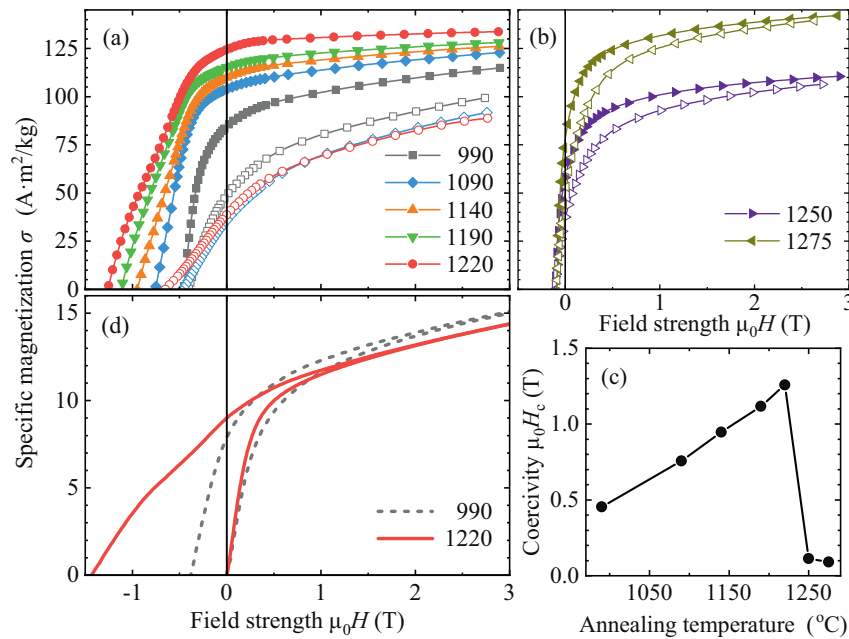 (a)
125
100
75
50
25
0
990
1090
1140
1190
1220
(b)
1250
1275
0 1 2 3
Field strength μ₀H (T)
Specific magnetization σ (A·m²/kg)
(d)
15
10
5
0
990
1220
-1 0 1 2 3
Field strength μ₀H (T)
(c)
1.5
1.0
0.5
0.0
Coercivity μ₀Hc (T)
1050 1150 1250
Annealing temperature (°C)